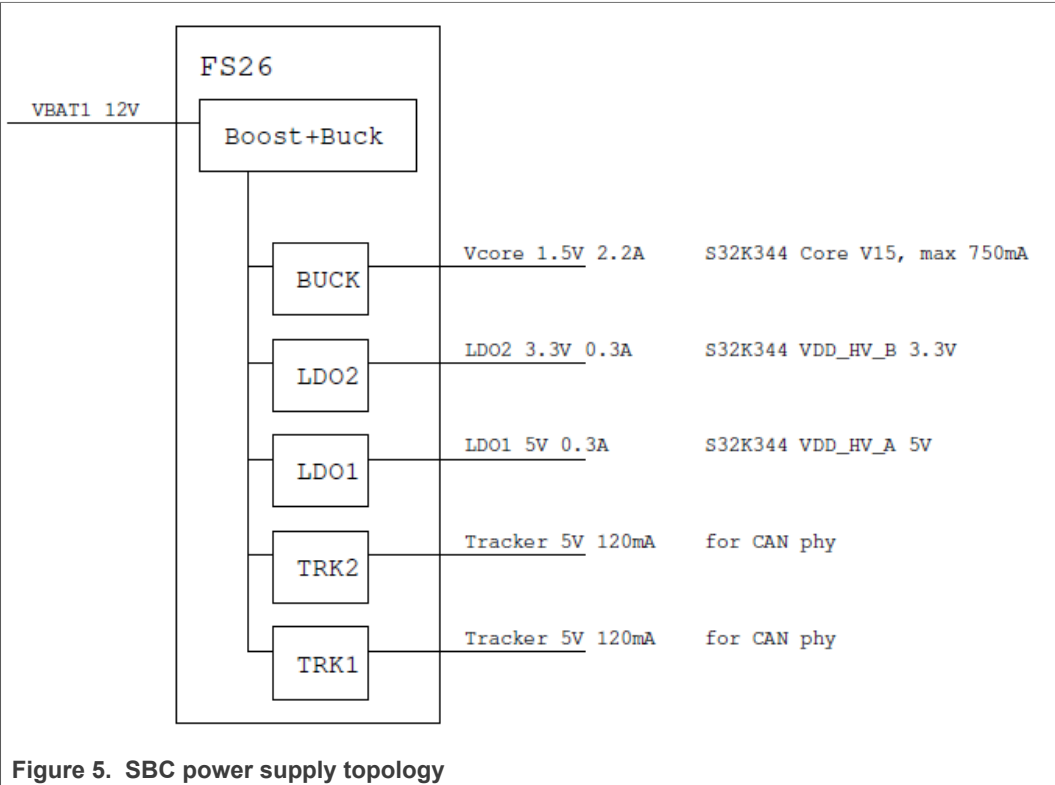 FS26
VBAT1 12V
Boost+Buck
Vcore 1.5V 2.2A S32K344 Core V15, max 750mA
BUCK
LDO2 3.3V 0.3A S32K344 VDD_HV_B 3.3V
LDO2
LDO1 5V 0.3A S32K344 VDD_HV_A 5V
LDO1
Tracker 5V 120mA for CAN phy
TRK2
Tracker 5V 120mA for CAN phy
TRK1
Figure 5. SBC power supply topology